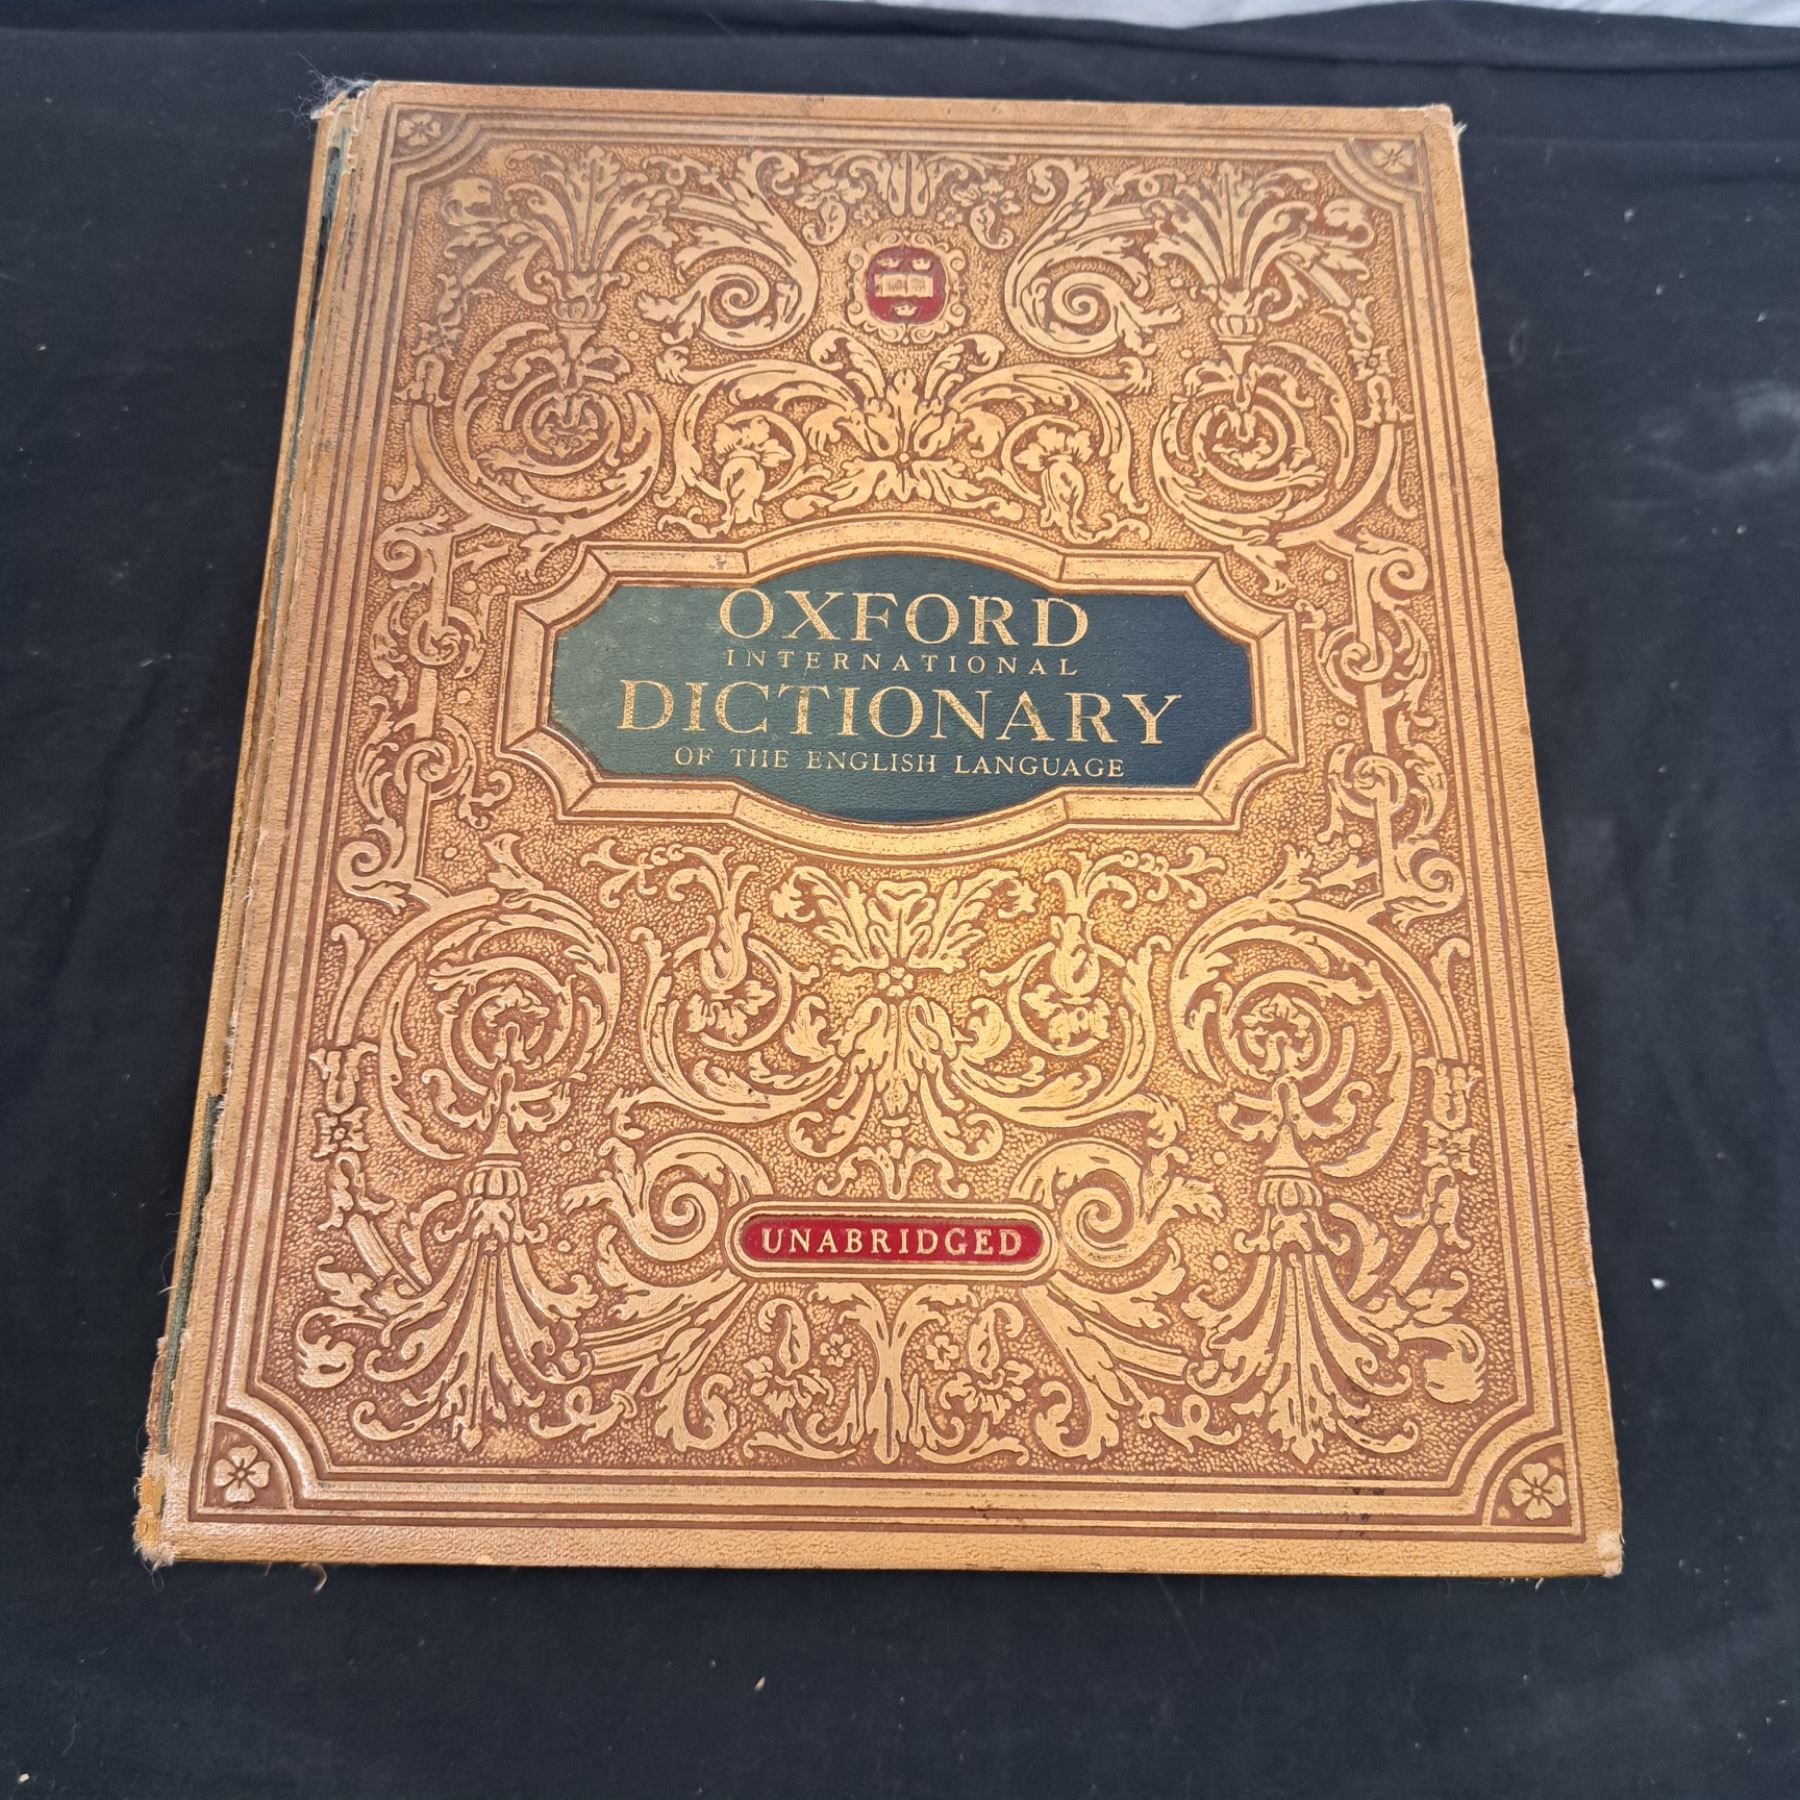 OXFORD
INTERNATIONAL
DICTIONARY
OF THE ENGLISH LANGUAGE
UNABRIDGED